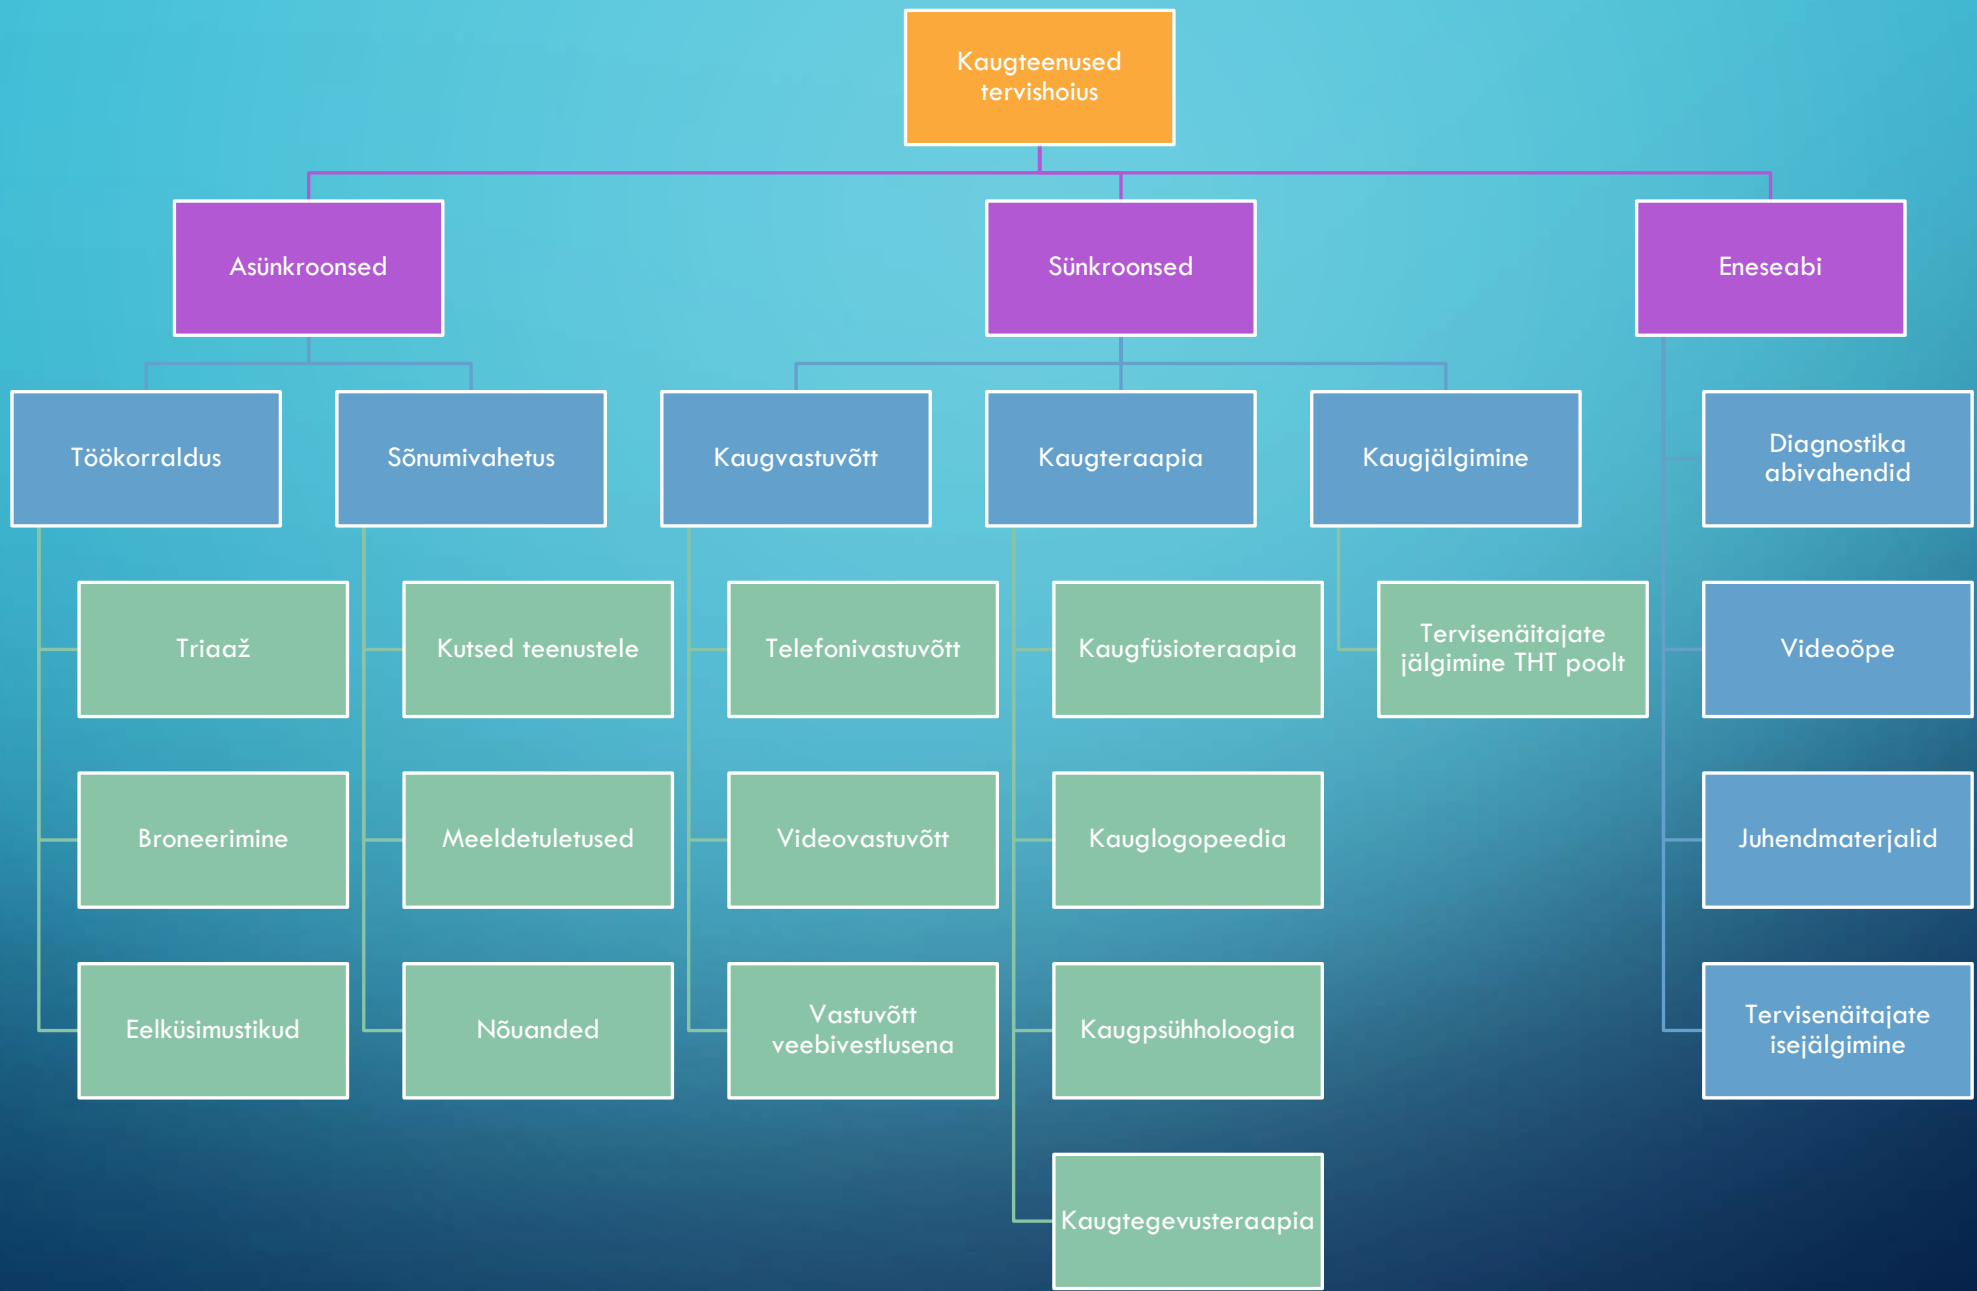 Kaugteenused
tervishoius
Asünkroonsed
Sünkroonsed
Eneseabi
Töökorraldus
Sõnumivahetus
Kaugvastuvõtt
Kaugteraapia
Kaugjälgimine
Diagnostika
abivahendid
Triaaž
Kutsed teenustele
Telefonivastuvõtt
Kaugfüsioteraapia
Tervisenäitajate
jälgimine THT poolt
Videoõpe
Broneerimine
Meeldetuletused
Videovastuvõtt
Kauglogopeedia
Juhendmaterjalid
Eelküsimustikud
Nõuanded
Vastuvõtt
veebivestlusena
Kaugpsühholoogia
Tervisenäitajate
isejälgimine
Kaugtegevusteraapia